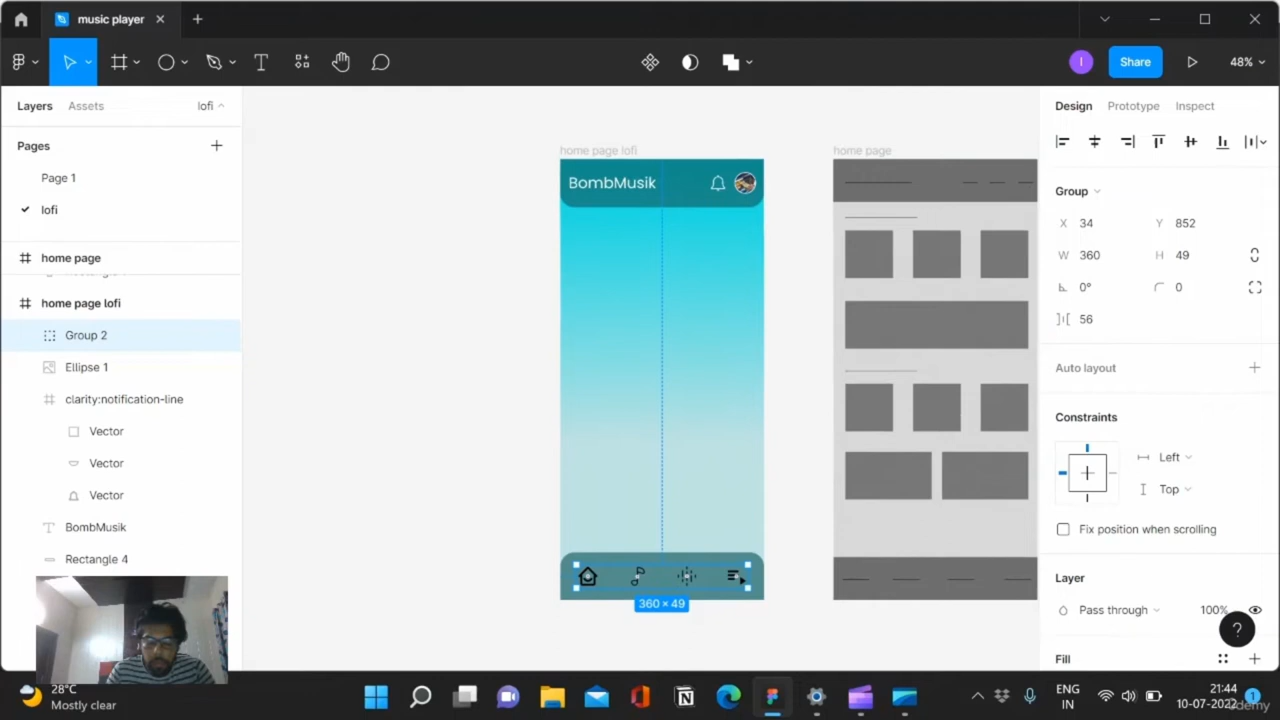 music player
Share
48%
Layers
Assets
lofi
Design
Prototype
Inspect
Pages
Page 1
lofi
home page
home page lofi
Group 2
Ellipse 1
clarity:notification-line
Vector
Vector
Vector
BombMusik
Rectangle 4
home page lofi
home page
BombMusik
360 × 49
Group
X 34
Y 852
W 360
H 49
0°
0
56
Auto layout
Constraints
Left
Top
Fix position when scrolling
Layer
Pass through
100%
Fill
?
28°C
Mostly clear
ENG
IN
21:44
10-07-2022
1
Udemy